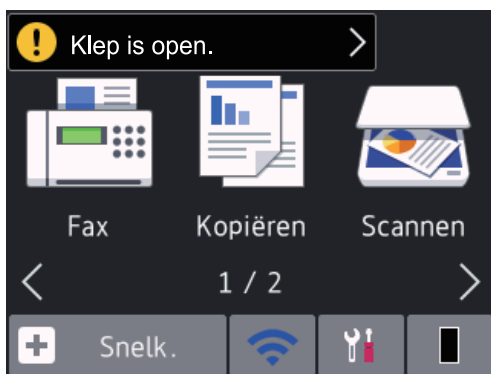 Klep is open.
Fax
Kopiëren
Scannen
1 / 2
Snelk.